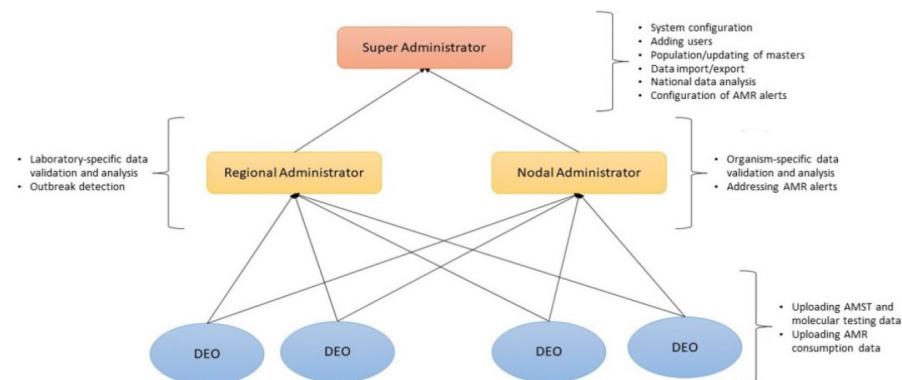 Super Administrator
• System configuration
• Adding users
• Population/updating of masters
• Data import/export
• National data analysis
• Configuration of AMR alerts
• Laboratory-specific data
validation and analysis
• Outbreak detection
Regional Administrator
Nodal Administrator
• Organism-specific data
validation and analysis
• Addressing AMR alerts
DEO
DEO
DEO
DEO
• Uploading AMST and
molecular testing data
• Uploading AMR
consumption data